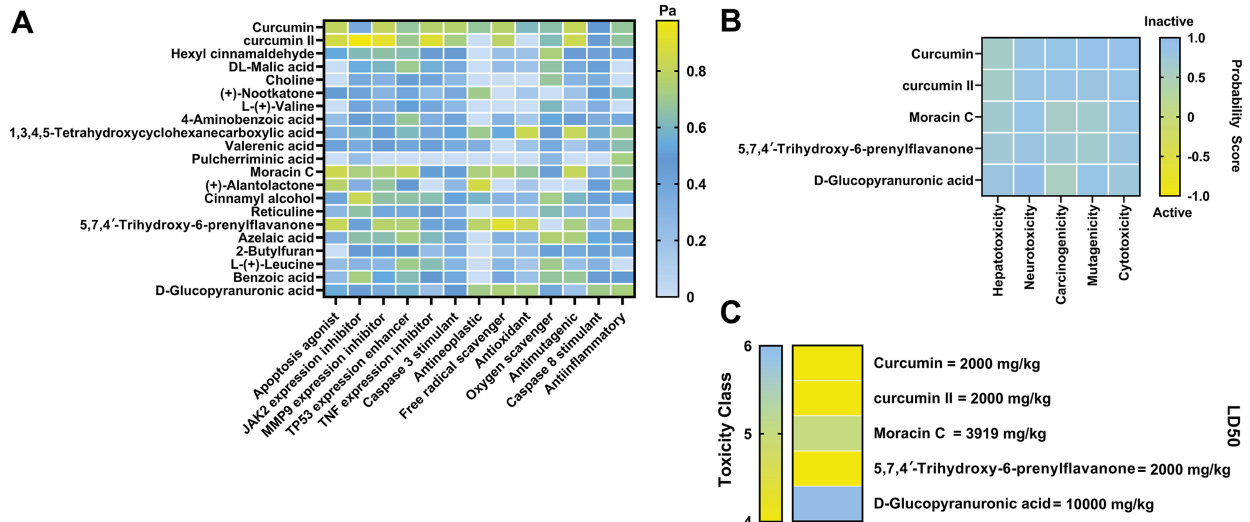 A
Pa
Curcumin
curcumin II
Hexyl cinnamaldehyde
DL-Malic acid
Choline
(+)-Nootkatone
L-(+)-Valine
4-Aminobenzoic acid
1,3,4,5-Tetrahydroxycyclohexanecarboxylic acid
Valerenic acid
Pulcherriminic acid
Moracin C
(+)-Alantolactone
Cinnamyl alcohol
Reticuline
5,7,4′-Trihydroxy-6-prenylflavanone
Azelaic acid
2-Butylfuran
L-(+)-Leucine
Benzoic acid
D-Glucopyranuronic acid
0.8
0.6
0.4
0.2
0
Apoptosis agonist
JAK2 expression inhibitor
MMP9 expression inhibitor
TP53 expression enhancer
TNF expression inhibitor
Caspase 3 stimulant
Antineoplastic
Free radical scavenger
Antioxidant
Oxygen scavenger
Antimutagenic
Caspase 8 stimulant
Antiinflammatory
B
Inactive
Curcumin
curcumin II
Moracin C
5,7,4′-Trihydroxy-6-prenylflavanone
D-Glucopyranuronic acid
1.0
0.5
0
-0.5
-1.0
Probability Score
Active
Hepatotoxicity
Neurotoxicity
Carcinogenicity
Mutagenicity
Cytotoxicity
C
6
5
4
Toxicity Class
Curcumin = 2000 mg/kg
curcumin II = 2000 mg/kg
Moracin C = 3919 mg/kg
5,7,4′-Trihydroxy-6-prenylflavanone = 2000 mg/kg
D-Glucopyranuronic acid = 10000 mg/kg
LD50